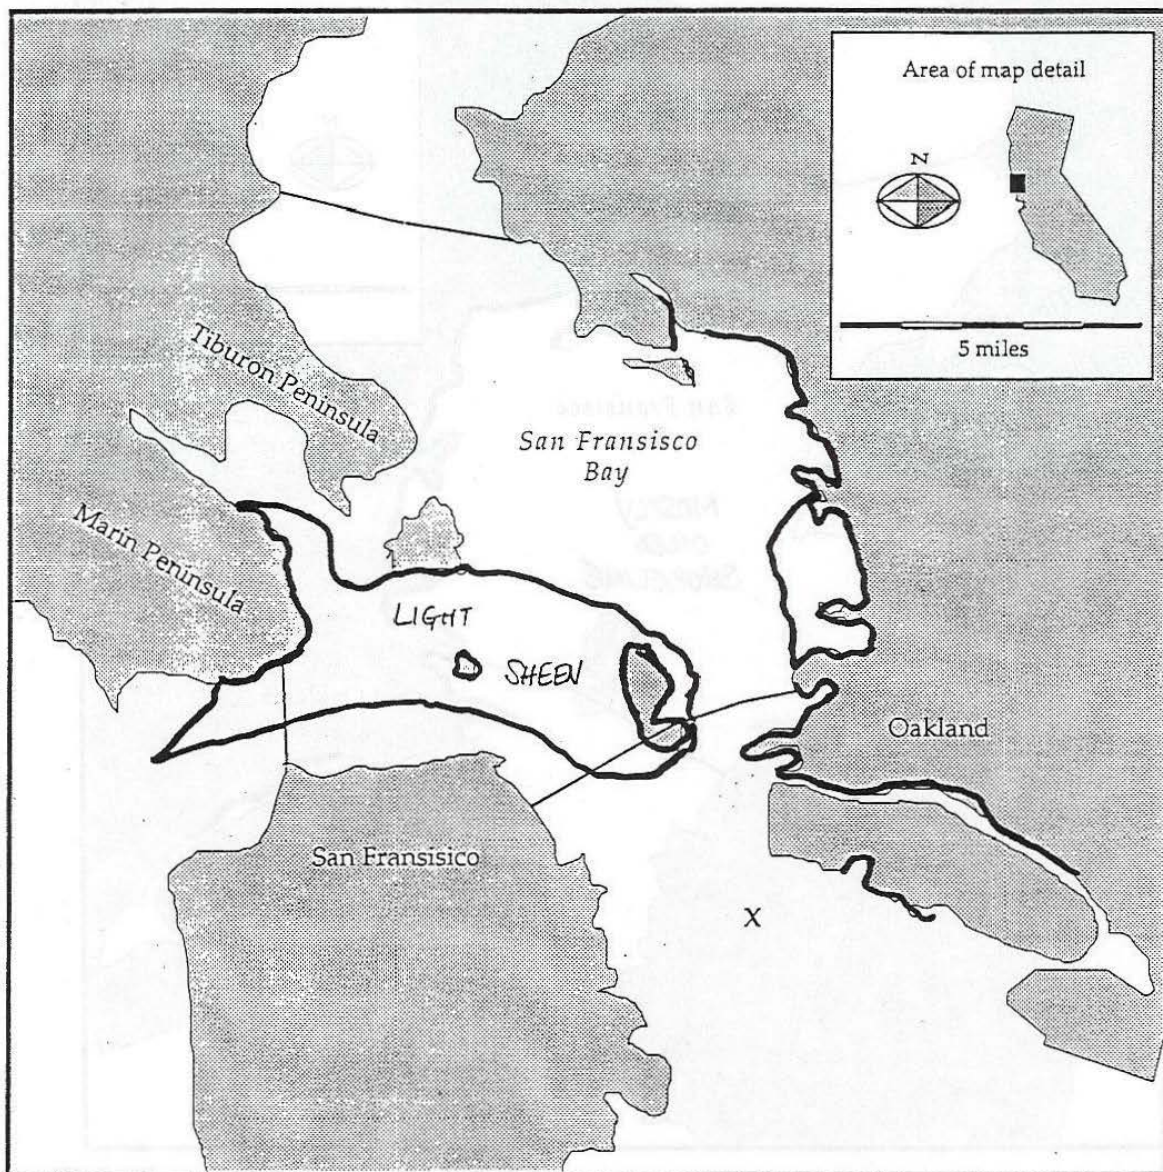 Area of map detail
N
5 miles
Tiburon Peninsula
San Fransisco
Bay
Marin Peninsula
LIGHT
SHEEN
Oakland
San Fransisico
X